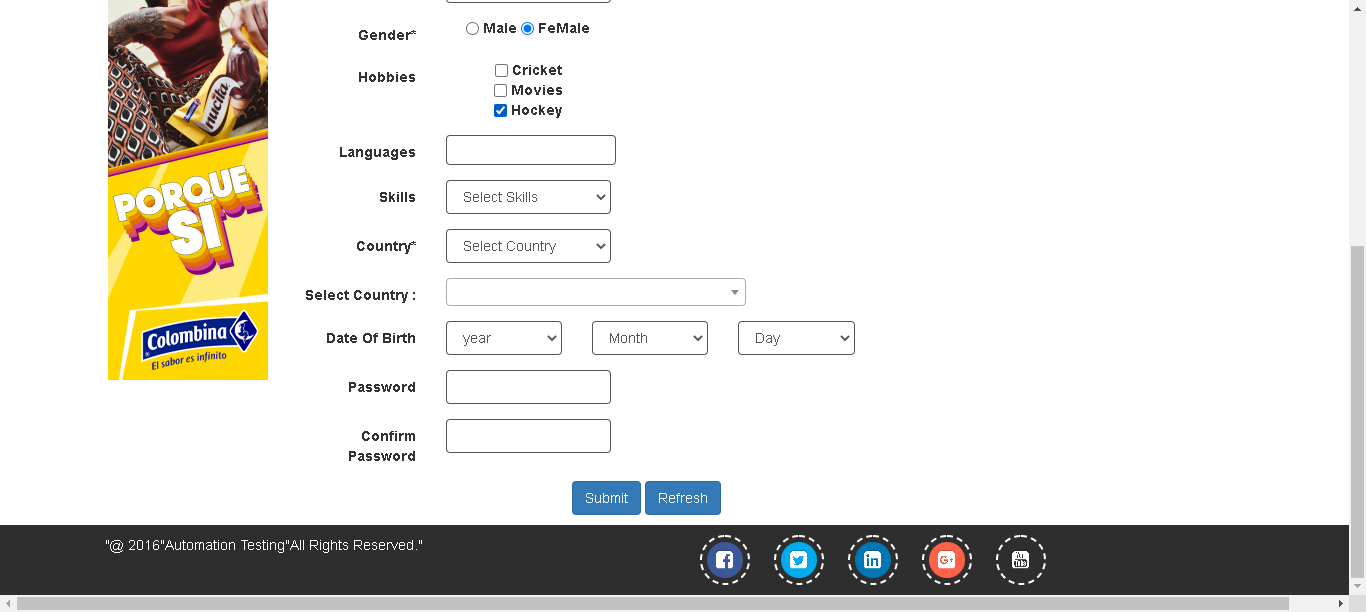 nucita
PORQUE
SÍ
Colombina
El sabor es infinito
Gender*
Male FeMale
Hobbies
Cricket
Movies
Hockey
Languages
Skills
Select Skills
Country*
Select Country
Select Country :
Date Of Birth
year Month Day
Password
Confirm
Password
Submit Refresh
"@ 2016"Automation Testing"All Rights Reserved."